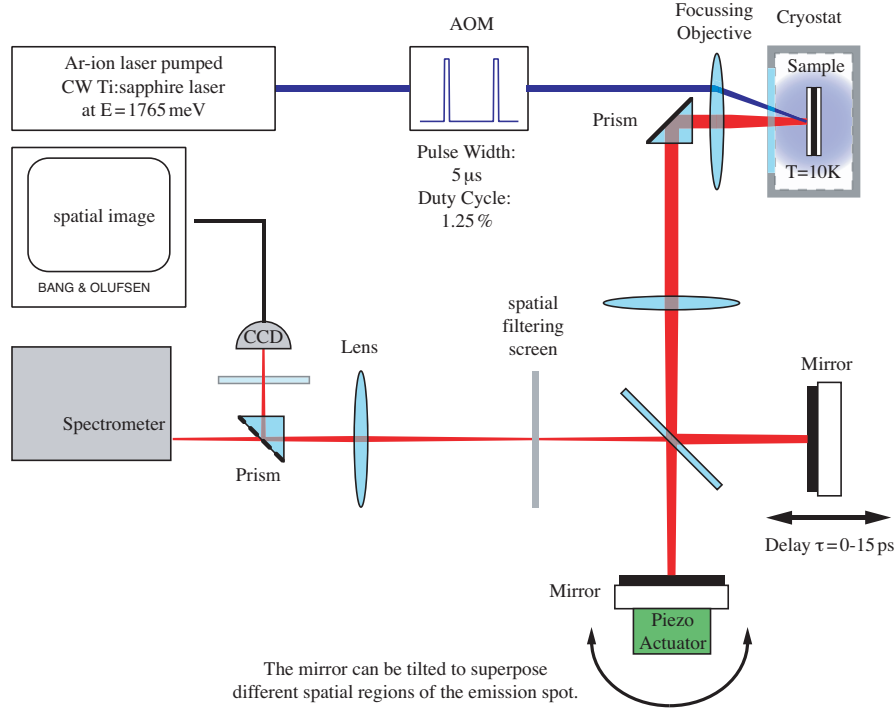 Ar-ion laser pumped
CW Ti:sapphire laser
at E=1765 meV
AOM
Pulse Width:
5 µs
Duty Cycle:
1.25 %
Focussing
Objective
Cryostat
Sample
T=10K
Prism
spatial image
BANG & OLUFSEN
CCD
Lens
spatial
filtering
screen
Mirror
Spectrometer
Prism
Delay τ=0-15 ps
Mirror
Piezo
Actuator
The mirror can be tilted to superpose
different spatial regions of the emission spot.